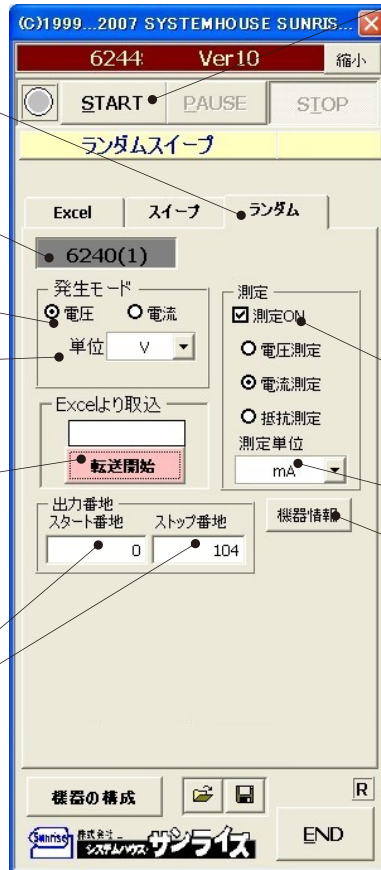 (C)1999...2007 SYSTEMHOUSE SUNRIS...
6244 Ver10 縮小
START PAUSE STOP
ランダムスイープ
Excel スイープ ランダム
6240(1)
発生モード
電圧 電流
単位 V
測定
測定ON
電圧測定
電流測定
抵抗測定
測定単位
mA
Excelより取込
転送開始
出力番地
スタート番地 ストップ番地
0 104
機器情報
機器の構成
R
Sunrise 株式会社 システムハウス サンライズ
END